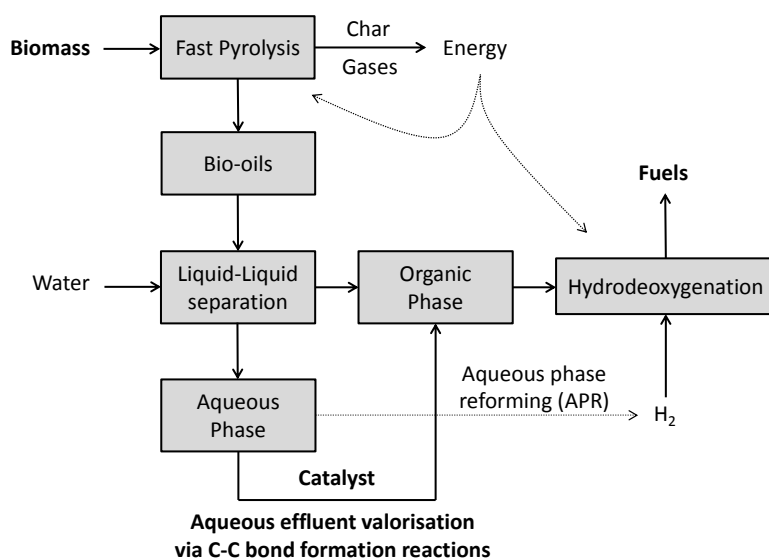 Biomass
Fast Pyrolysis
Char
Gases
Energy
Bio-oils
Fuels
Water
Liquid-Liquid
separation
Organic
Phase
Hydrodeoxygenation
Aqueous
Phase
Aqueous phase
reforming (APR)
H₂
Catalyst
Aqueous effluent valorisation
via C-C bond formation reactions